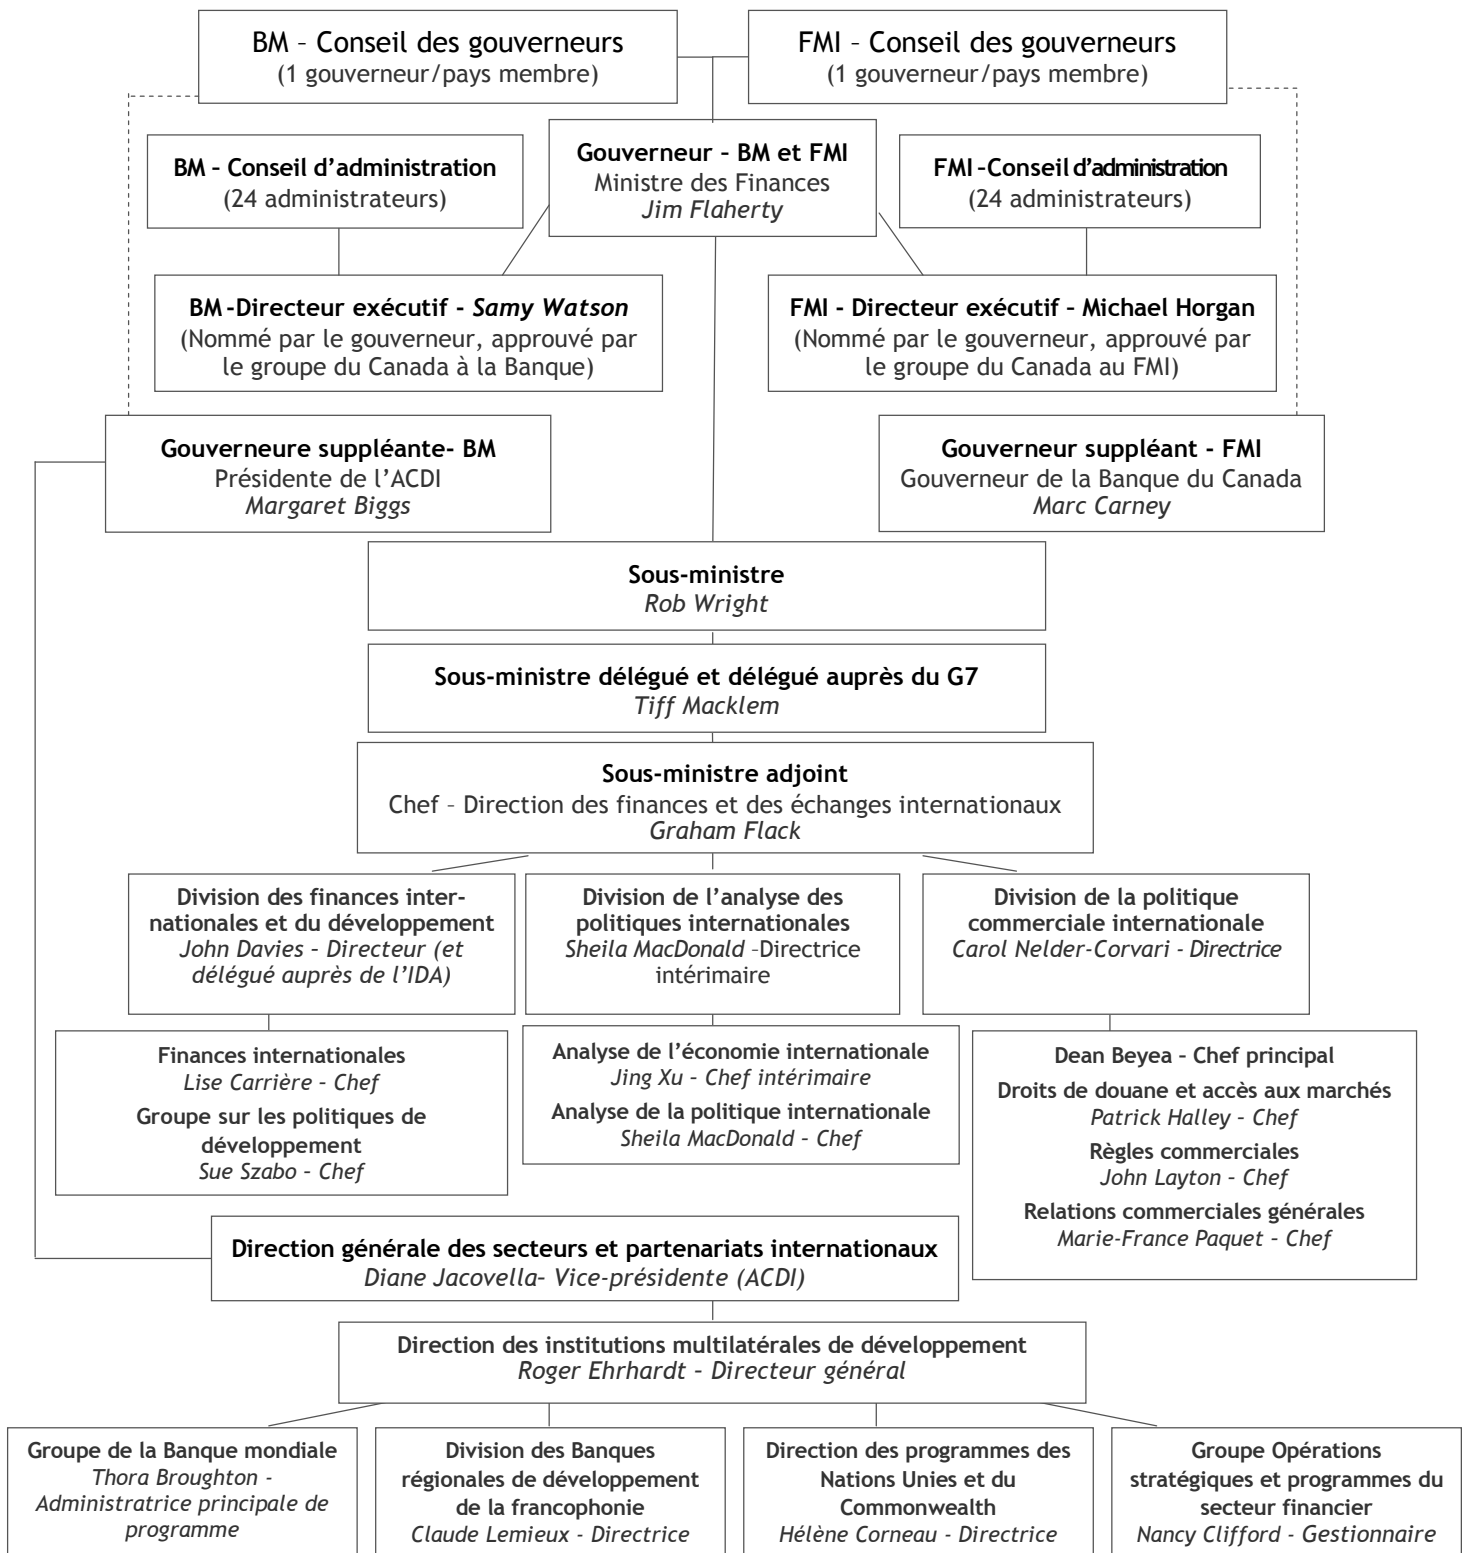 BM – Conseil des gouverneurs
(1 gouverneur/pays membre)
FMI – Conseil des gouverneurs
(1 gouverneur/pays membre)
BM – Conseil d’administration
(24 administrateurs)
Gouverneur – BM et FMI
Ministre des Finances
Jim Flaherty
FMI –Conseil d’administration
(24 administrateurs)
BM -Directeur exécutif - Samy Watson
(Nommé par le gouverneur, approuvé par
le groupe du Canada à la Banque)
FMI - Directeur exécutif – Michael Horgan
(Nommé par le gouverneur, approuvé par
le groupe du Canada au FMI)
Gouverneure suppléante- BM
Présidente de l’ACDI
Margaret Biggs
Gouverneur suppléant - FMI
Gouverneur de la Banque du Canada
Marc Carney
Sous-ministre
Rob Wright
Sous-ministre délégué et délégué auprès du G7
Tiff Macklem
Sous-ministre adjoint
Chef – Direction des finances et des échanges internationaux
Graham Flack
Division des finances inter-
nationales et du développement
John Davies – Directeur (et
délégué auprès de l’IDA)
Division de l’analyse des
politiques internationales
Sheila MacDonald –Directrice
intérimaire
Division de la politique
commerciale internationale
Carol Nelder-Corvari - Directrice
Finances internationales
Lise Carrière – Chef
Groupe sur les politiques de
développement
Sue Szabo – Chef
Analyse de l’économie internationale
Jing Xu – Chef intérimaire
Analyse de la politique internationale
Sheila MacDonald – Chef
Dean Beyea – Chef principal
Droits de douane et accès aux marchés
Patrick Halley – Chef
Règles commerciales
John Layton – Chef
Relations commerciales générales
Marie-France Paquet – Chef
Direction générale des secteurs et partenariats internationaux
Diane Jacovella- Vice-présidente (ACDI)
Direction des institutions multilatérales de développement
Roger Ehrhardt – Directeur général
Groupe de la Banque mondiale
Thora Broughton -
Administratrice principale de
programme
Division des Banques
régionales de développement
de la francophonie
Claude Lemieux - Directrice
Direction des programmes des
Nations Unies et du
Commonwealth
Hélène Corneau - Directrice
Groupe Opérations
stratégiques et programmes du
secteur financier
Nancy Clifford - Gestionnaire